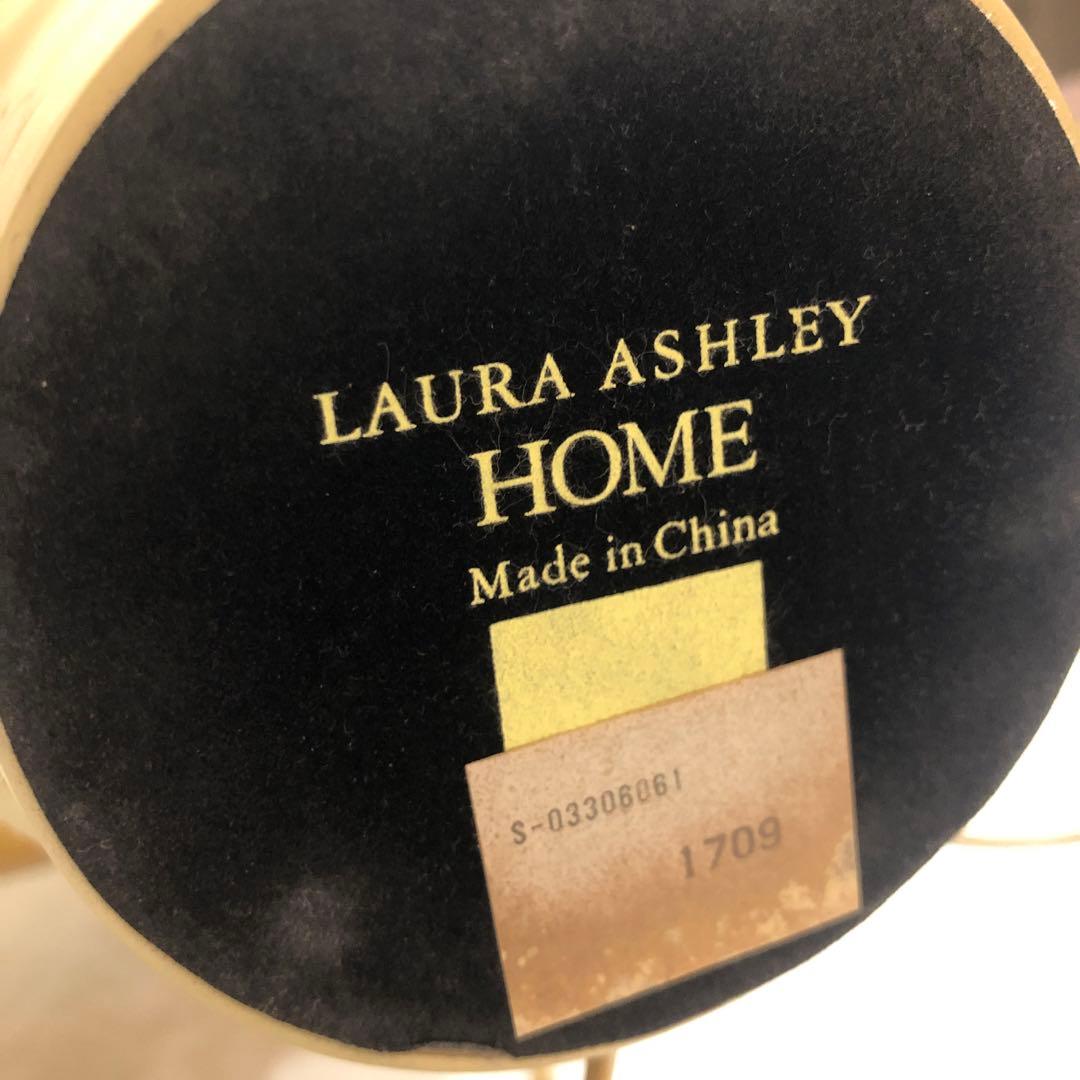 LAURA ASHLEY
HOME
Made in China
S-03306061
1709